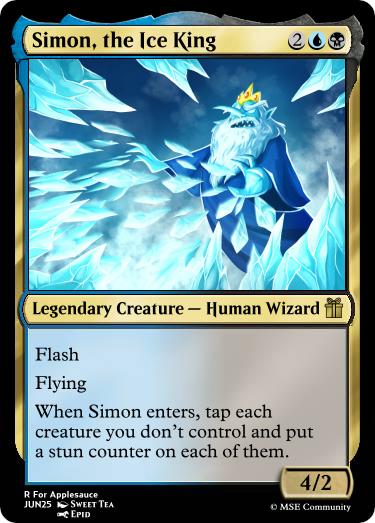 Simon, the Ice King 2
Legendary Creature — Human Wizard
Flash
Flying
When Simon enters, tap each
creature you don't control and put
a stun counter on each of them.
4/2
R For Applesauce
JUN25 Sweet Tea
Epid
© MSE Community